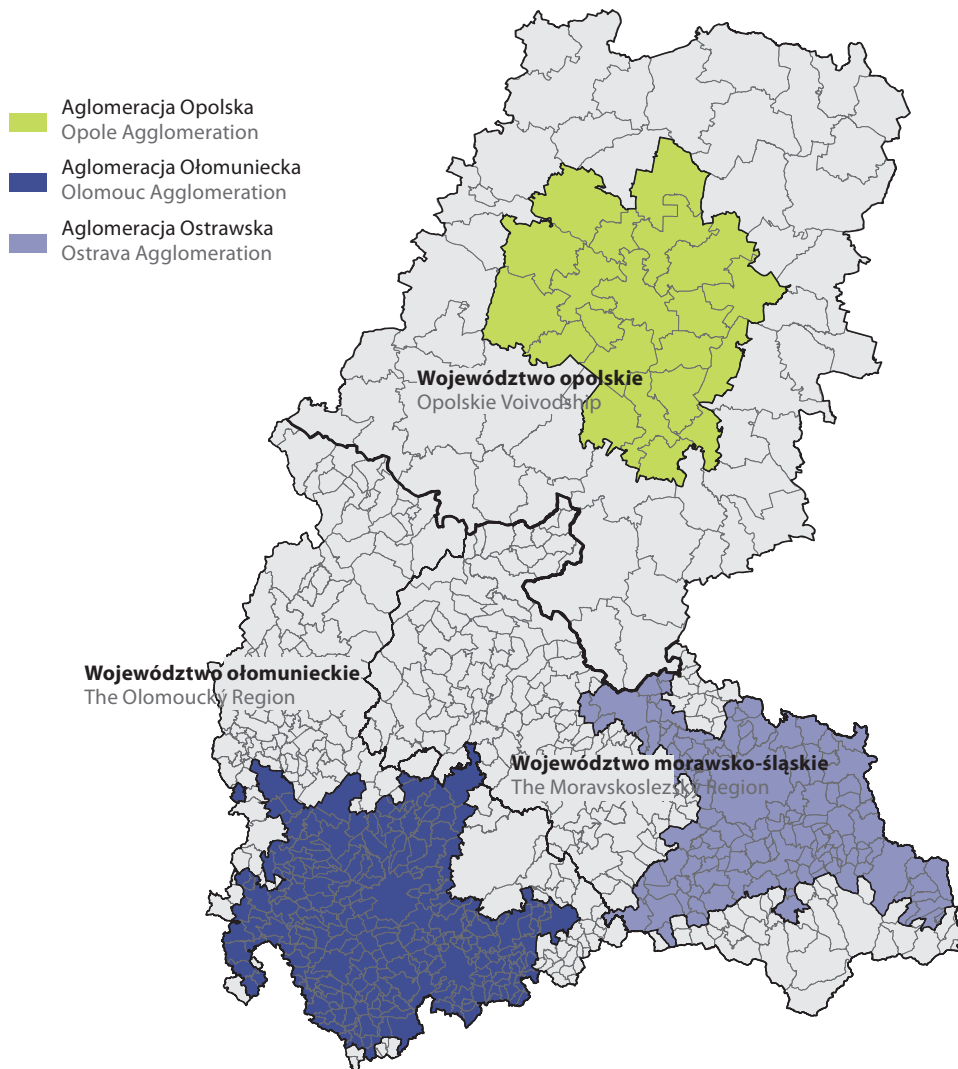 Aglomeracja Opolska
Opole Agglomeration
Aglomeracja Ołomuniecka
Olomouc Agglomeration
Aglomeracja Ostrawska
Ostrava Agglomeration
Województwo opolskie
Opolskie Voivodship
Województwo ołomunieckie
The Olomoucký Region
Województwo morawsko-śląskie
The Moravskoslezský Region